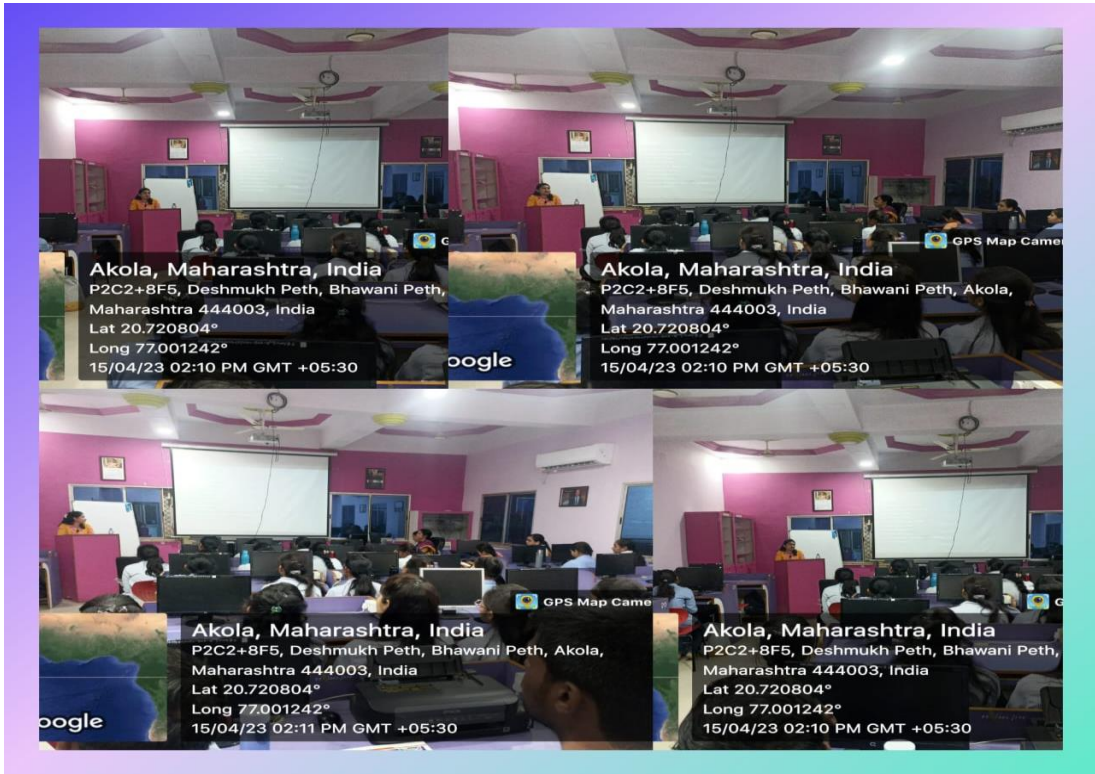 GPS Map Camer
Akola, Maharashtra, India
P2C2+8F5, Deshmukh Peth, Bhawani Peth,
Maharashtra 444003, India
Lat 20.720804°
Long 77.001242°
15/04/23 02:10 PM GMT +05:30
oogle
Akola, Maharashtra, India
P2C2+8F5, Deshmukh Peth, Bhawani Peth, Akola,
Maharashtra 444003, India
Lat 20.720804°
Long 77.001242°
15/04/23 02:10 PM GMT +05:30
GPS Map Came
oogle
Akola, Maharashtra, India
P2C2+8F5, Deshmukh Peth, Bhawani Peth, Akola,
Maharashtra 444003, India
Lat 20.720804°
Long 77.001242°
15/04/23 02:11 PM GMT +05:30
Akola, Maharashtra, India
P2C2+8F5, Deshmukh Peth, Bhawani Peth,
Maharashtra 444003, India
Lat 20.720804°
Long 77.001242°
15/04/23 02:10 PM GMT +05:30